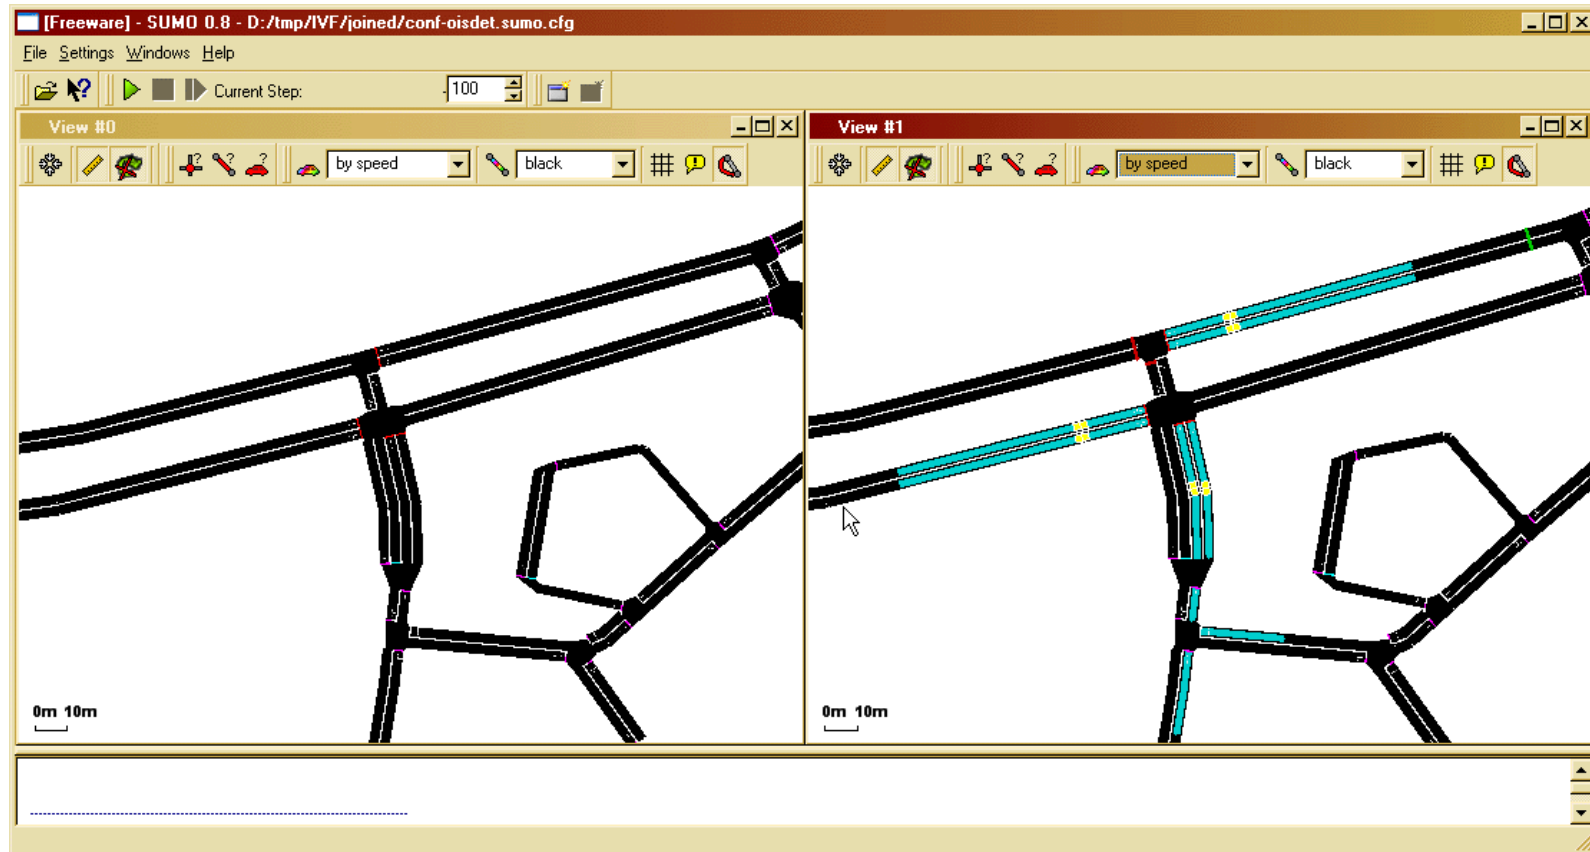 [Freeware] - SUMO 0.8 - D:/tmp/IVF/joined/conf-oisdet.sumo.cfg
File Settings Windows Help
Current Step: 100
View #0
by speed black
0m 10m
View #1
by speed black
0m 10m